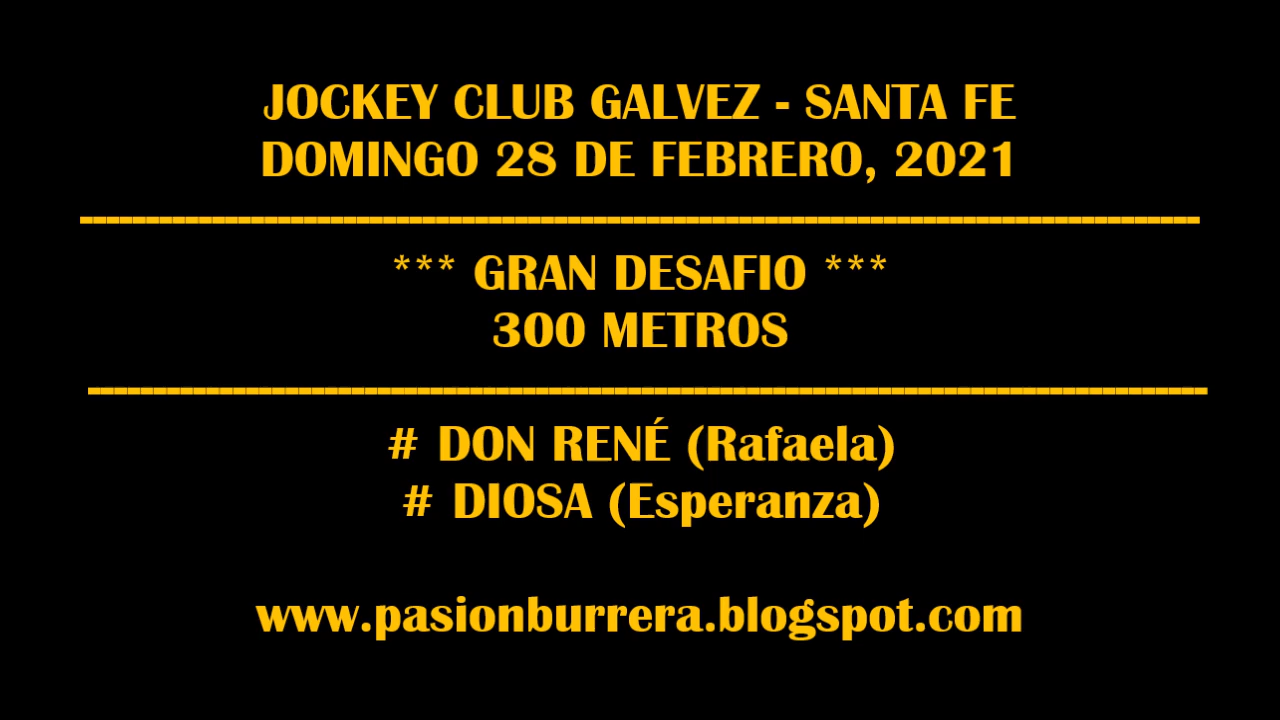 JOCKEY CLUB GALVEZ - SANTA FE
DOMINGO 28 DE FEBRERO, 2021
*** GRAN DESAFIO ***
300 METROS
# DON RENÉ (Rafaela)
# DIOSA (Esperanza)
www.pasionburrera.blogspot.com